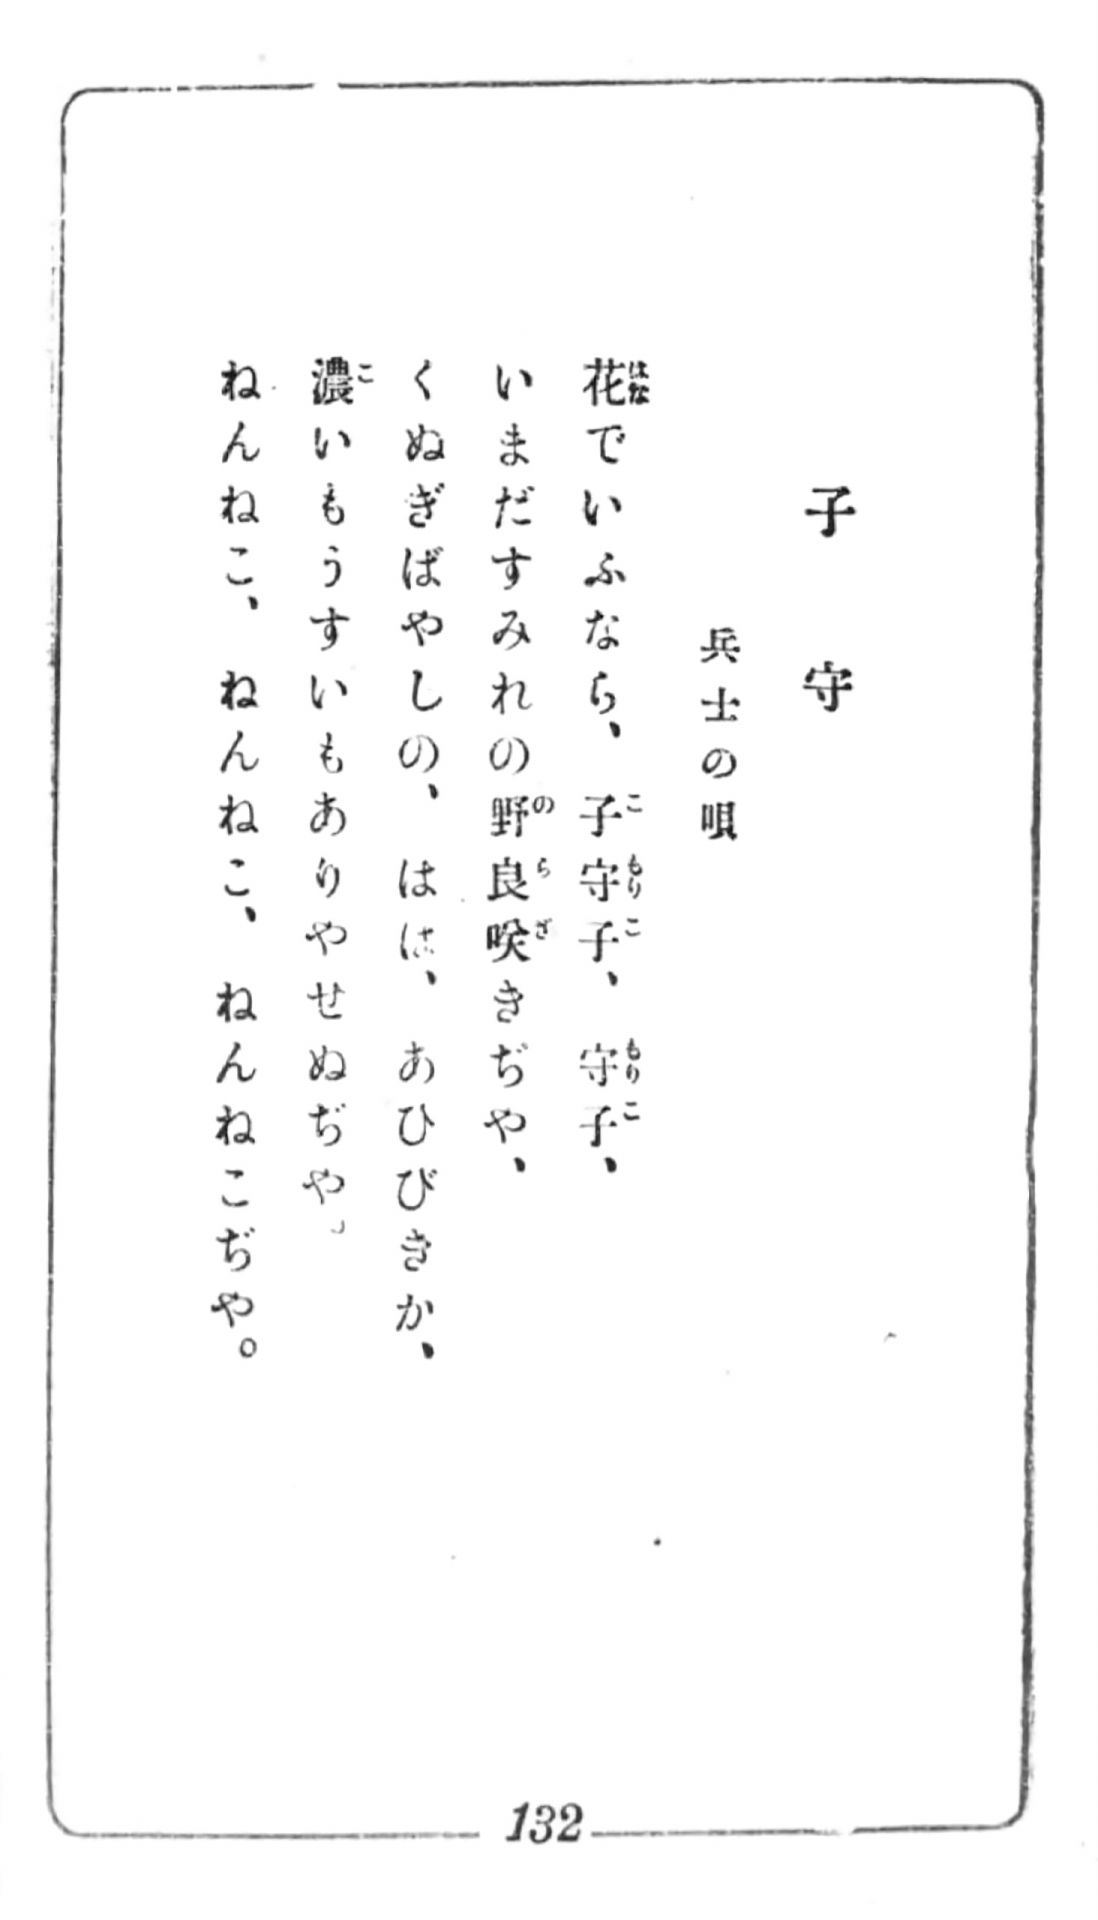 子守
兵士の唄
花でいふなら、子守子、守子、
いまだすみれの野良咲きぢや、
くぬぎばやしの、はは、あひびきか、
濃いもうすいもありやせぬぢや。
ねんねこ、ねんねこ、ねんねこぢや。
132